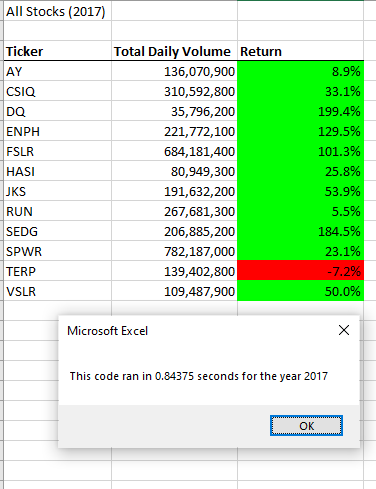 All Stocks (2017)
Ticker Total Daily Volume Return
AY 136,070,900 8.9%
CSIQ 310,592,800 33.1%
DQ 35,796,200 199.4%
ENPH 221,772,100 129.5%
FSLR 684,181,400 101.3%
HASI 80,949,300 25.8%
JKS 191,632,200 53.9%
RUN 267,681,300 5.5%
SEDG 206,885,200 184.5%
SPWR 782,187,000 23.1%
TERP 139,402,800 -7.2%
VSLR 109,487,900 50.0%
Microsoft Excel
This code ran in 0.84375 seconds for the year 2017
OK